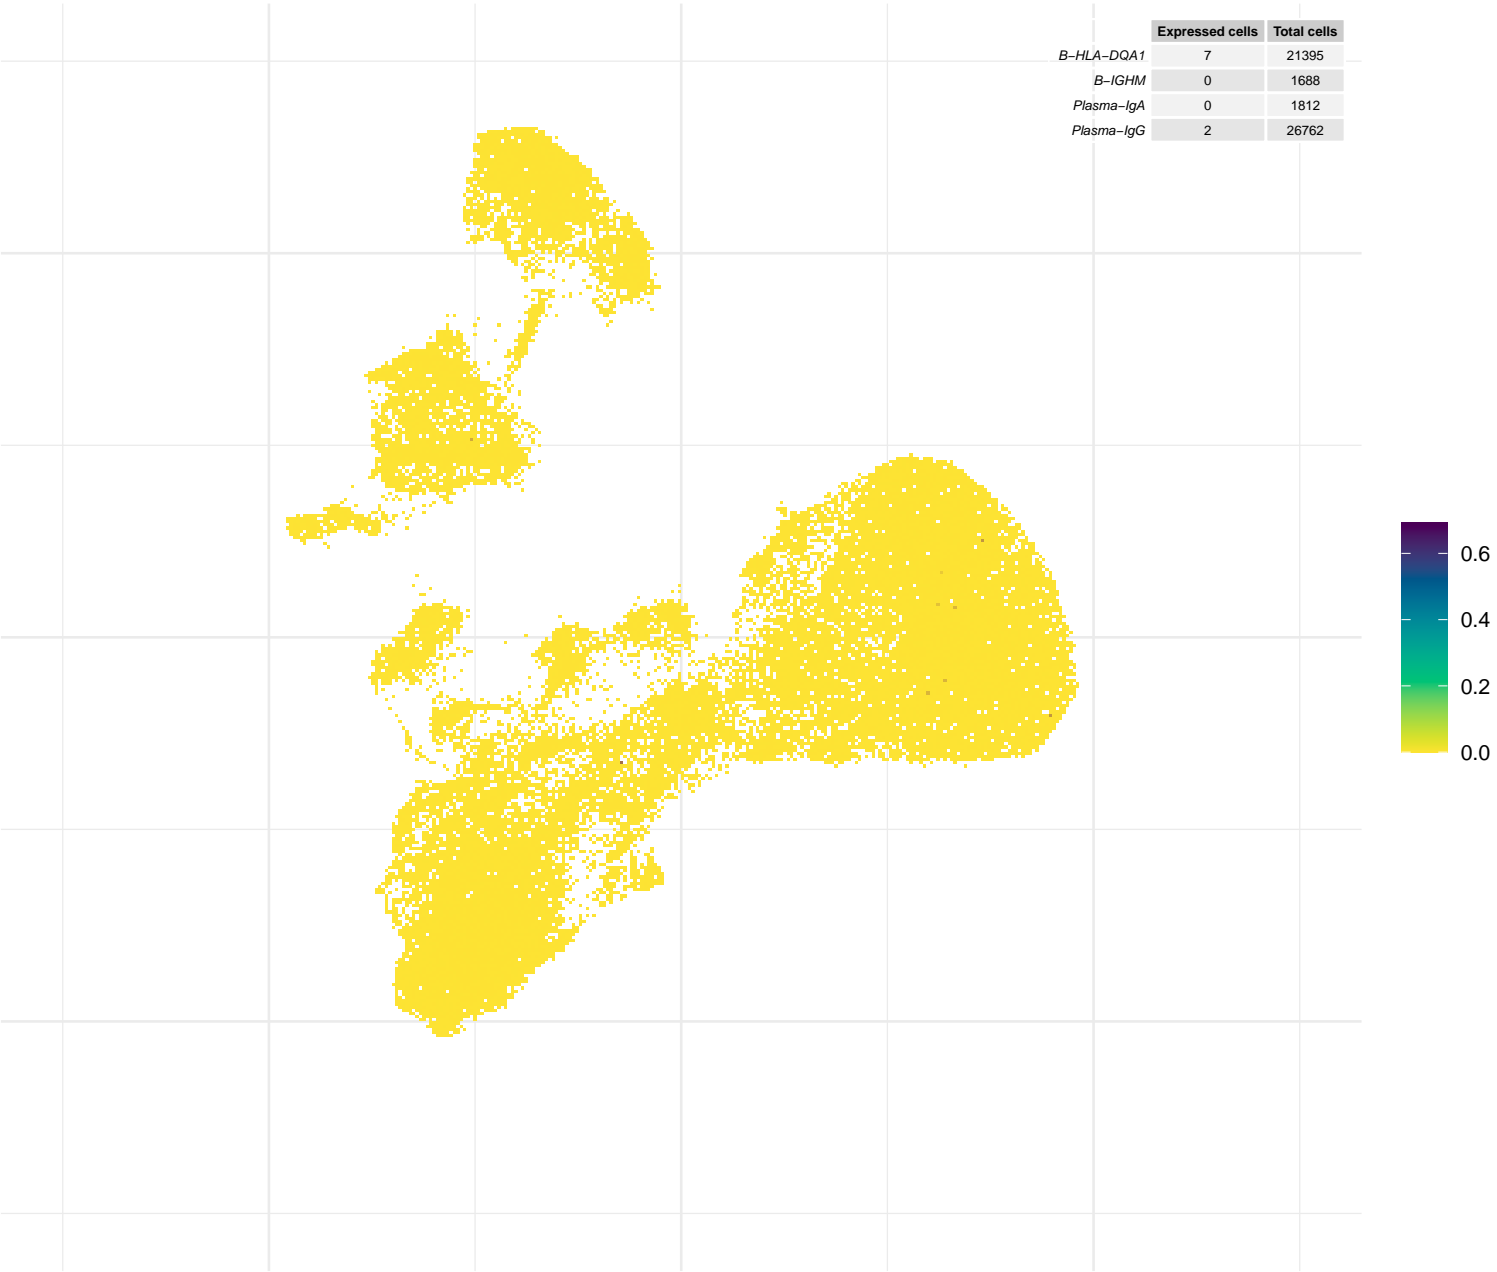 Expressed cells Total cells
B−HLA−DQA1 7 21395
B−IGHM 0 1688
Plasma−IgA 0 1812
Plasma−IgG 2 26762
0.6
0.4
0.2
0.0